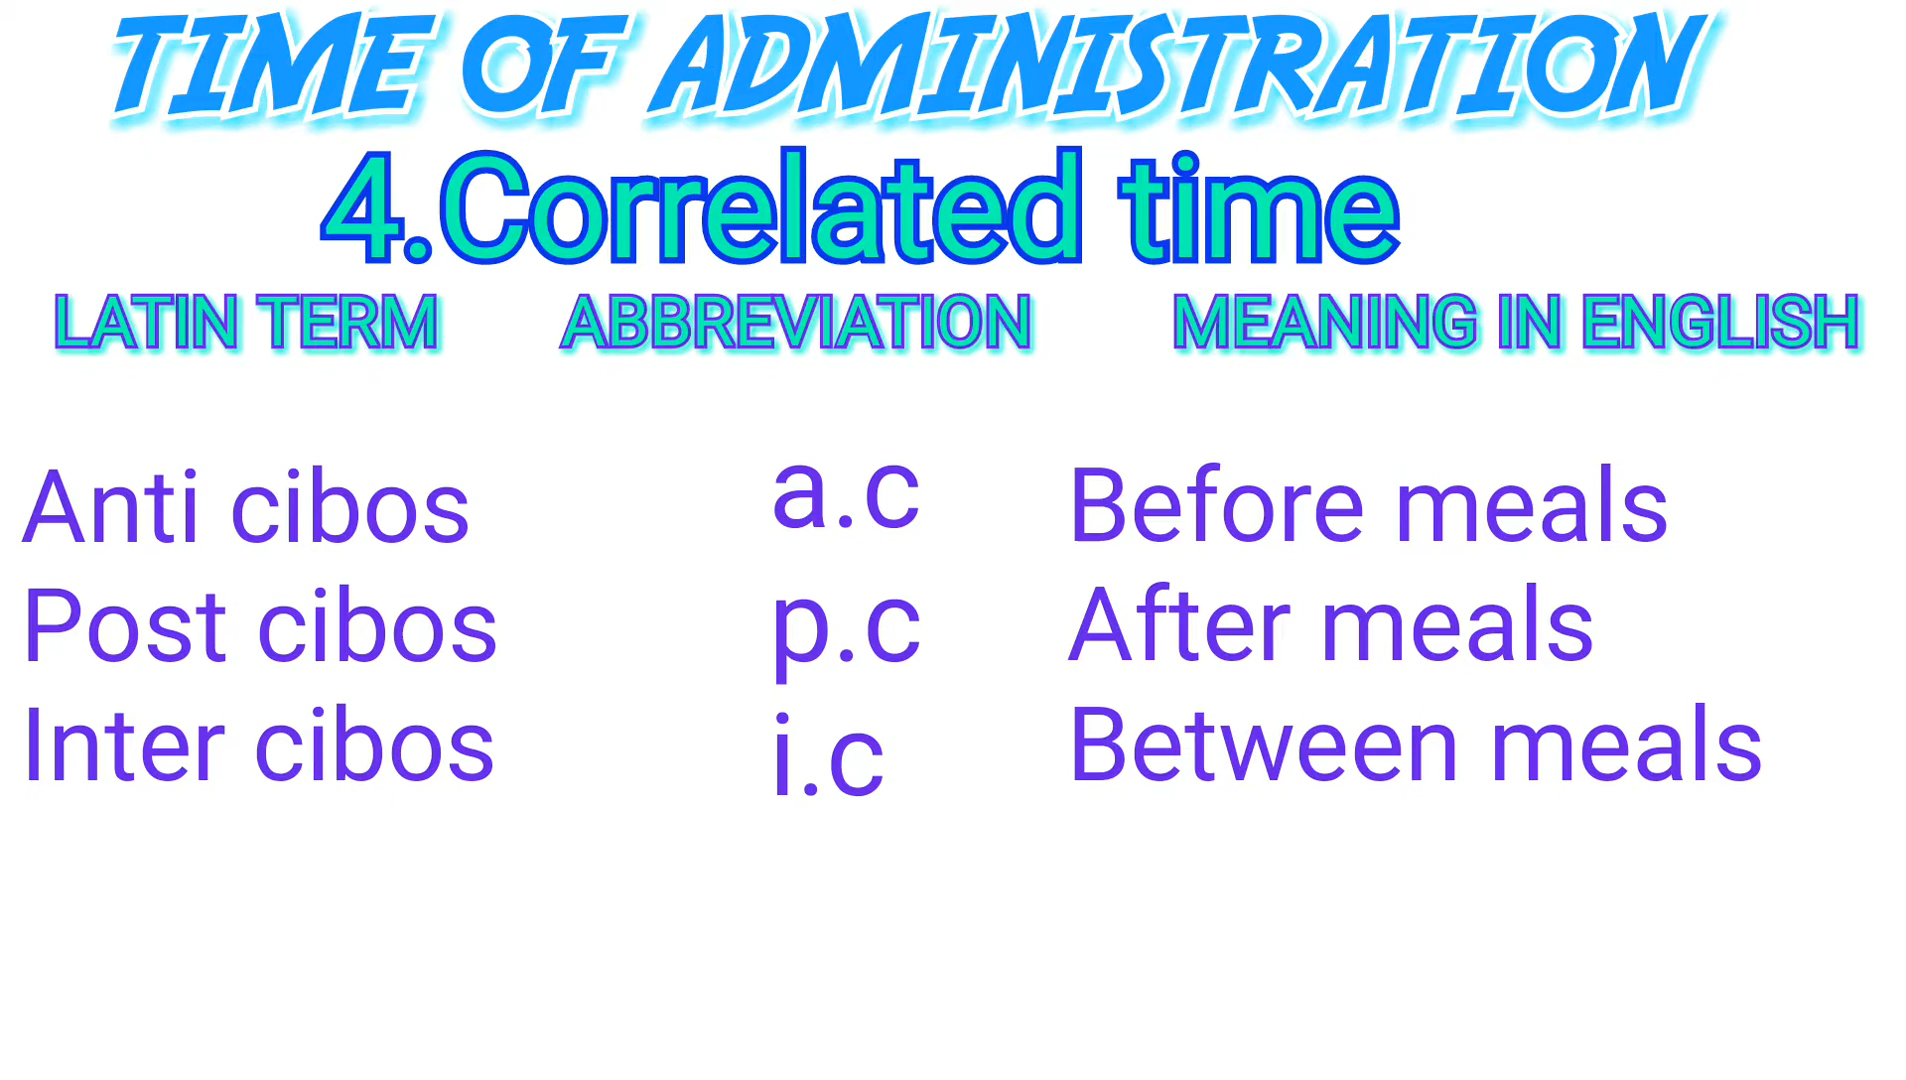 TIME OF ADMINISTRATION
4.Correlated time
LATIN TERM ABBREVIATION MEANING IN ENGLISH
Anti cibos a.c Before meals
Post cibos p.c After meals
Inter cibos i.c Between meals